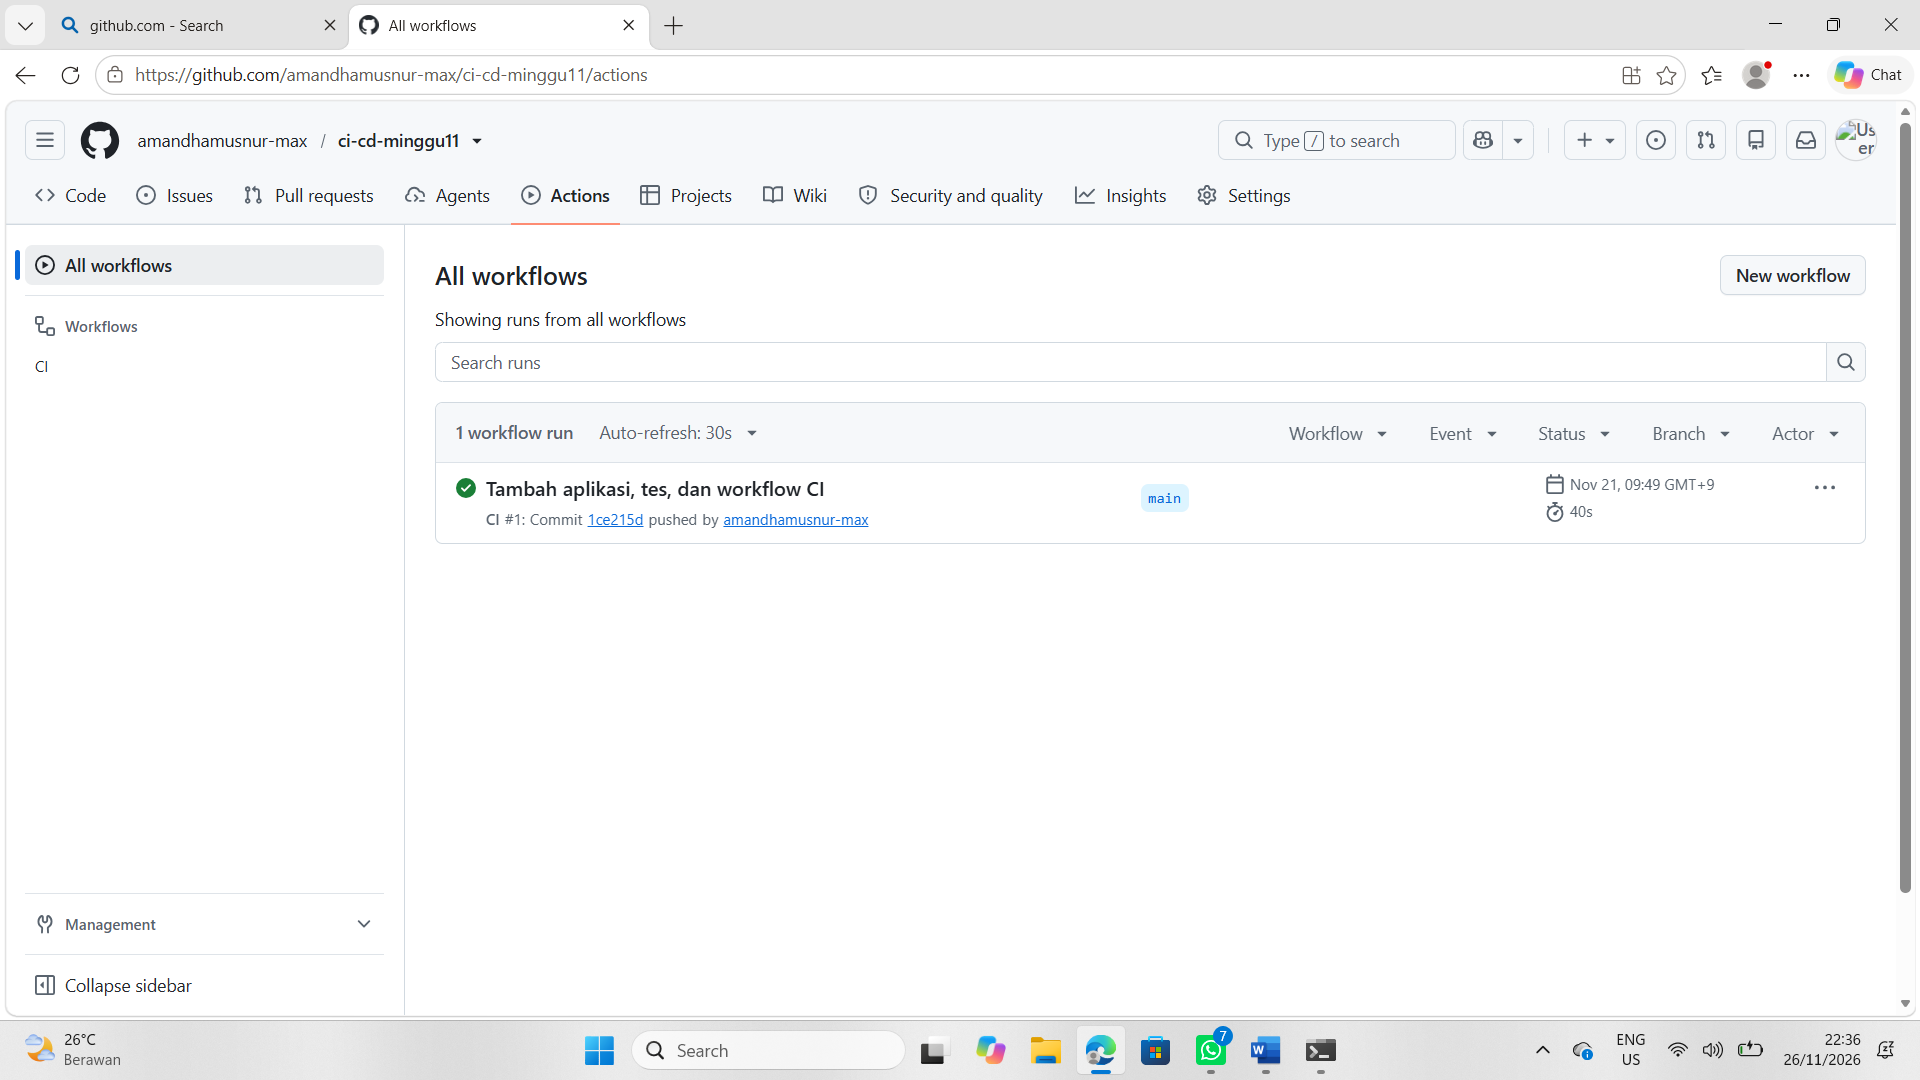 github.com - Search
All workflows
https://github.com/amandhamusnur-max/ci-cd-minggu11/actions
Chat
amandhamusnur-max / ci-cd-minggu11
Type / to search
User
Code
Issues
Pull requests
Agents
Actions
Projects
Wiki
Security and quality
Insights
Settings
All workflows
Workflows
CI
Management
Collapse sidebar
All workflows
New workflow
Showing runs from all workflows
Search runs
1 workflow run
Auto-refresh: 30s
Workflow
Event
Status
Branch
Actor
Tambah aplikasi, tes, dan workflow CI
CI #1: Commit 1ce215d pushed by amandhamusnur-max
main
Nov 21, 09:49 GMT+9
40s
26°C
Berawan
Search
7
ENG
US
22:36
26/11/2026